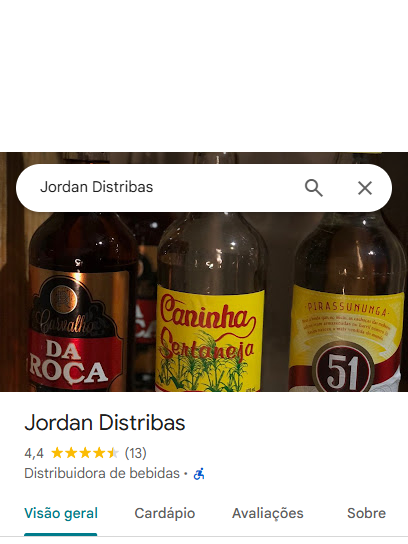 Jordan Distribas
Carvalho
DA
ROCA
Caninha
Sertaneja
PIRASSUNUNGA
51
Jordan Distribas
4,4 (13)
Distribuidora de bebidas •
Visão geral Cardápio Avaliações Sobre